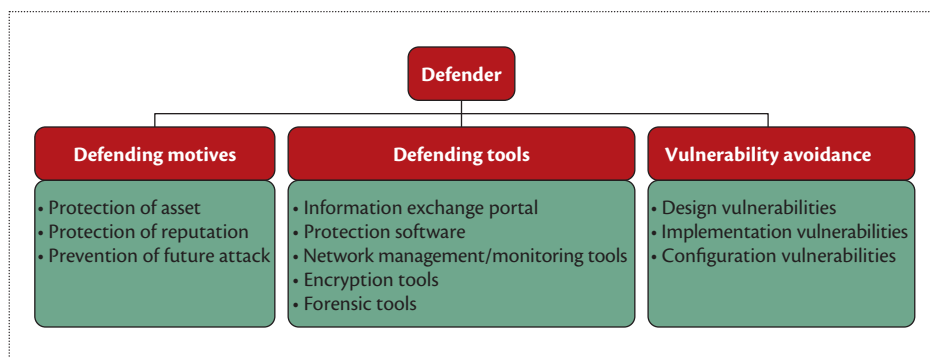 Defender
Defending motives
• Protection of asset
• Protection of reputation
• Prevention of future attack
Defending tools
• Information exchange portal
• Protection software
• Network management/monitoring tools
• Encryption tools
• Forensic tools
Vulnerability avoidance
• Design vulnerabilities
• Implementation vulnerabilities
• Configuration vulnerabilities